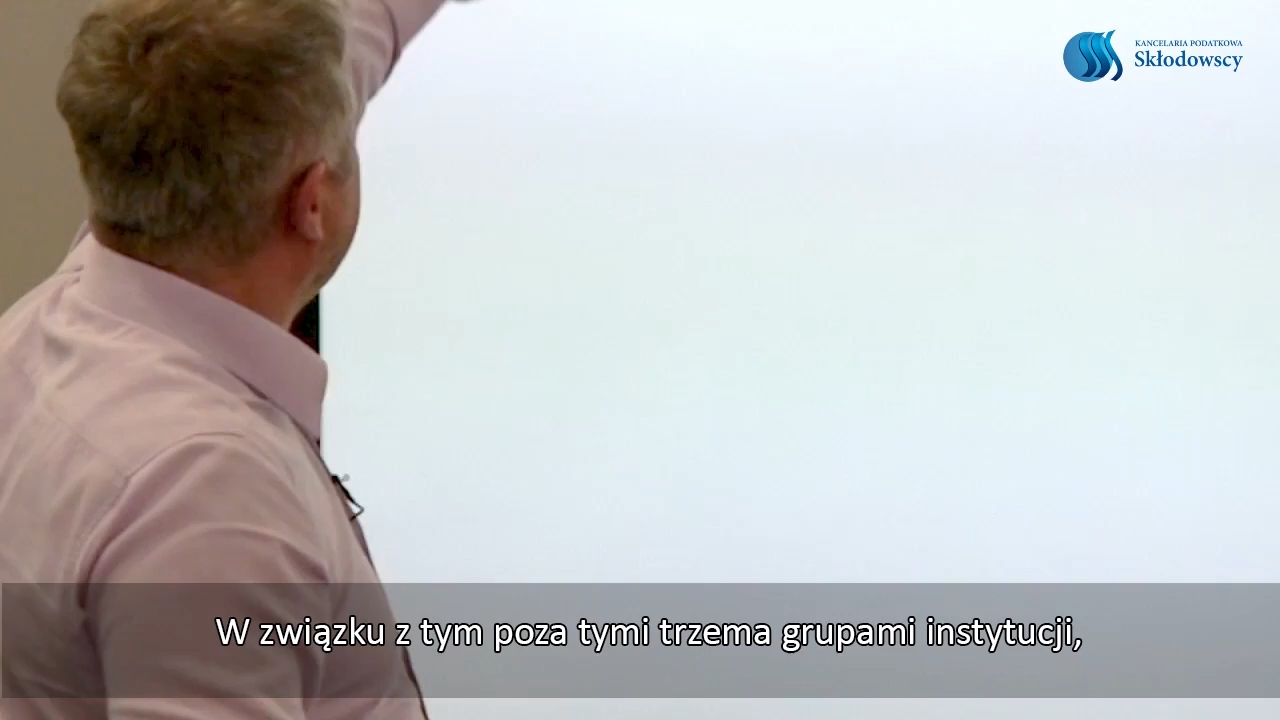 KANCELARIA PODATKOWA
Skłodowscy
W związku z tym poza tymi trzema grupami instytucji,